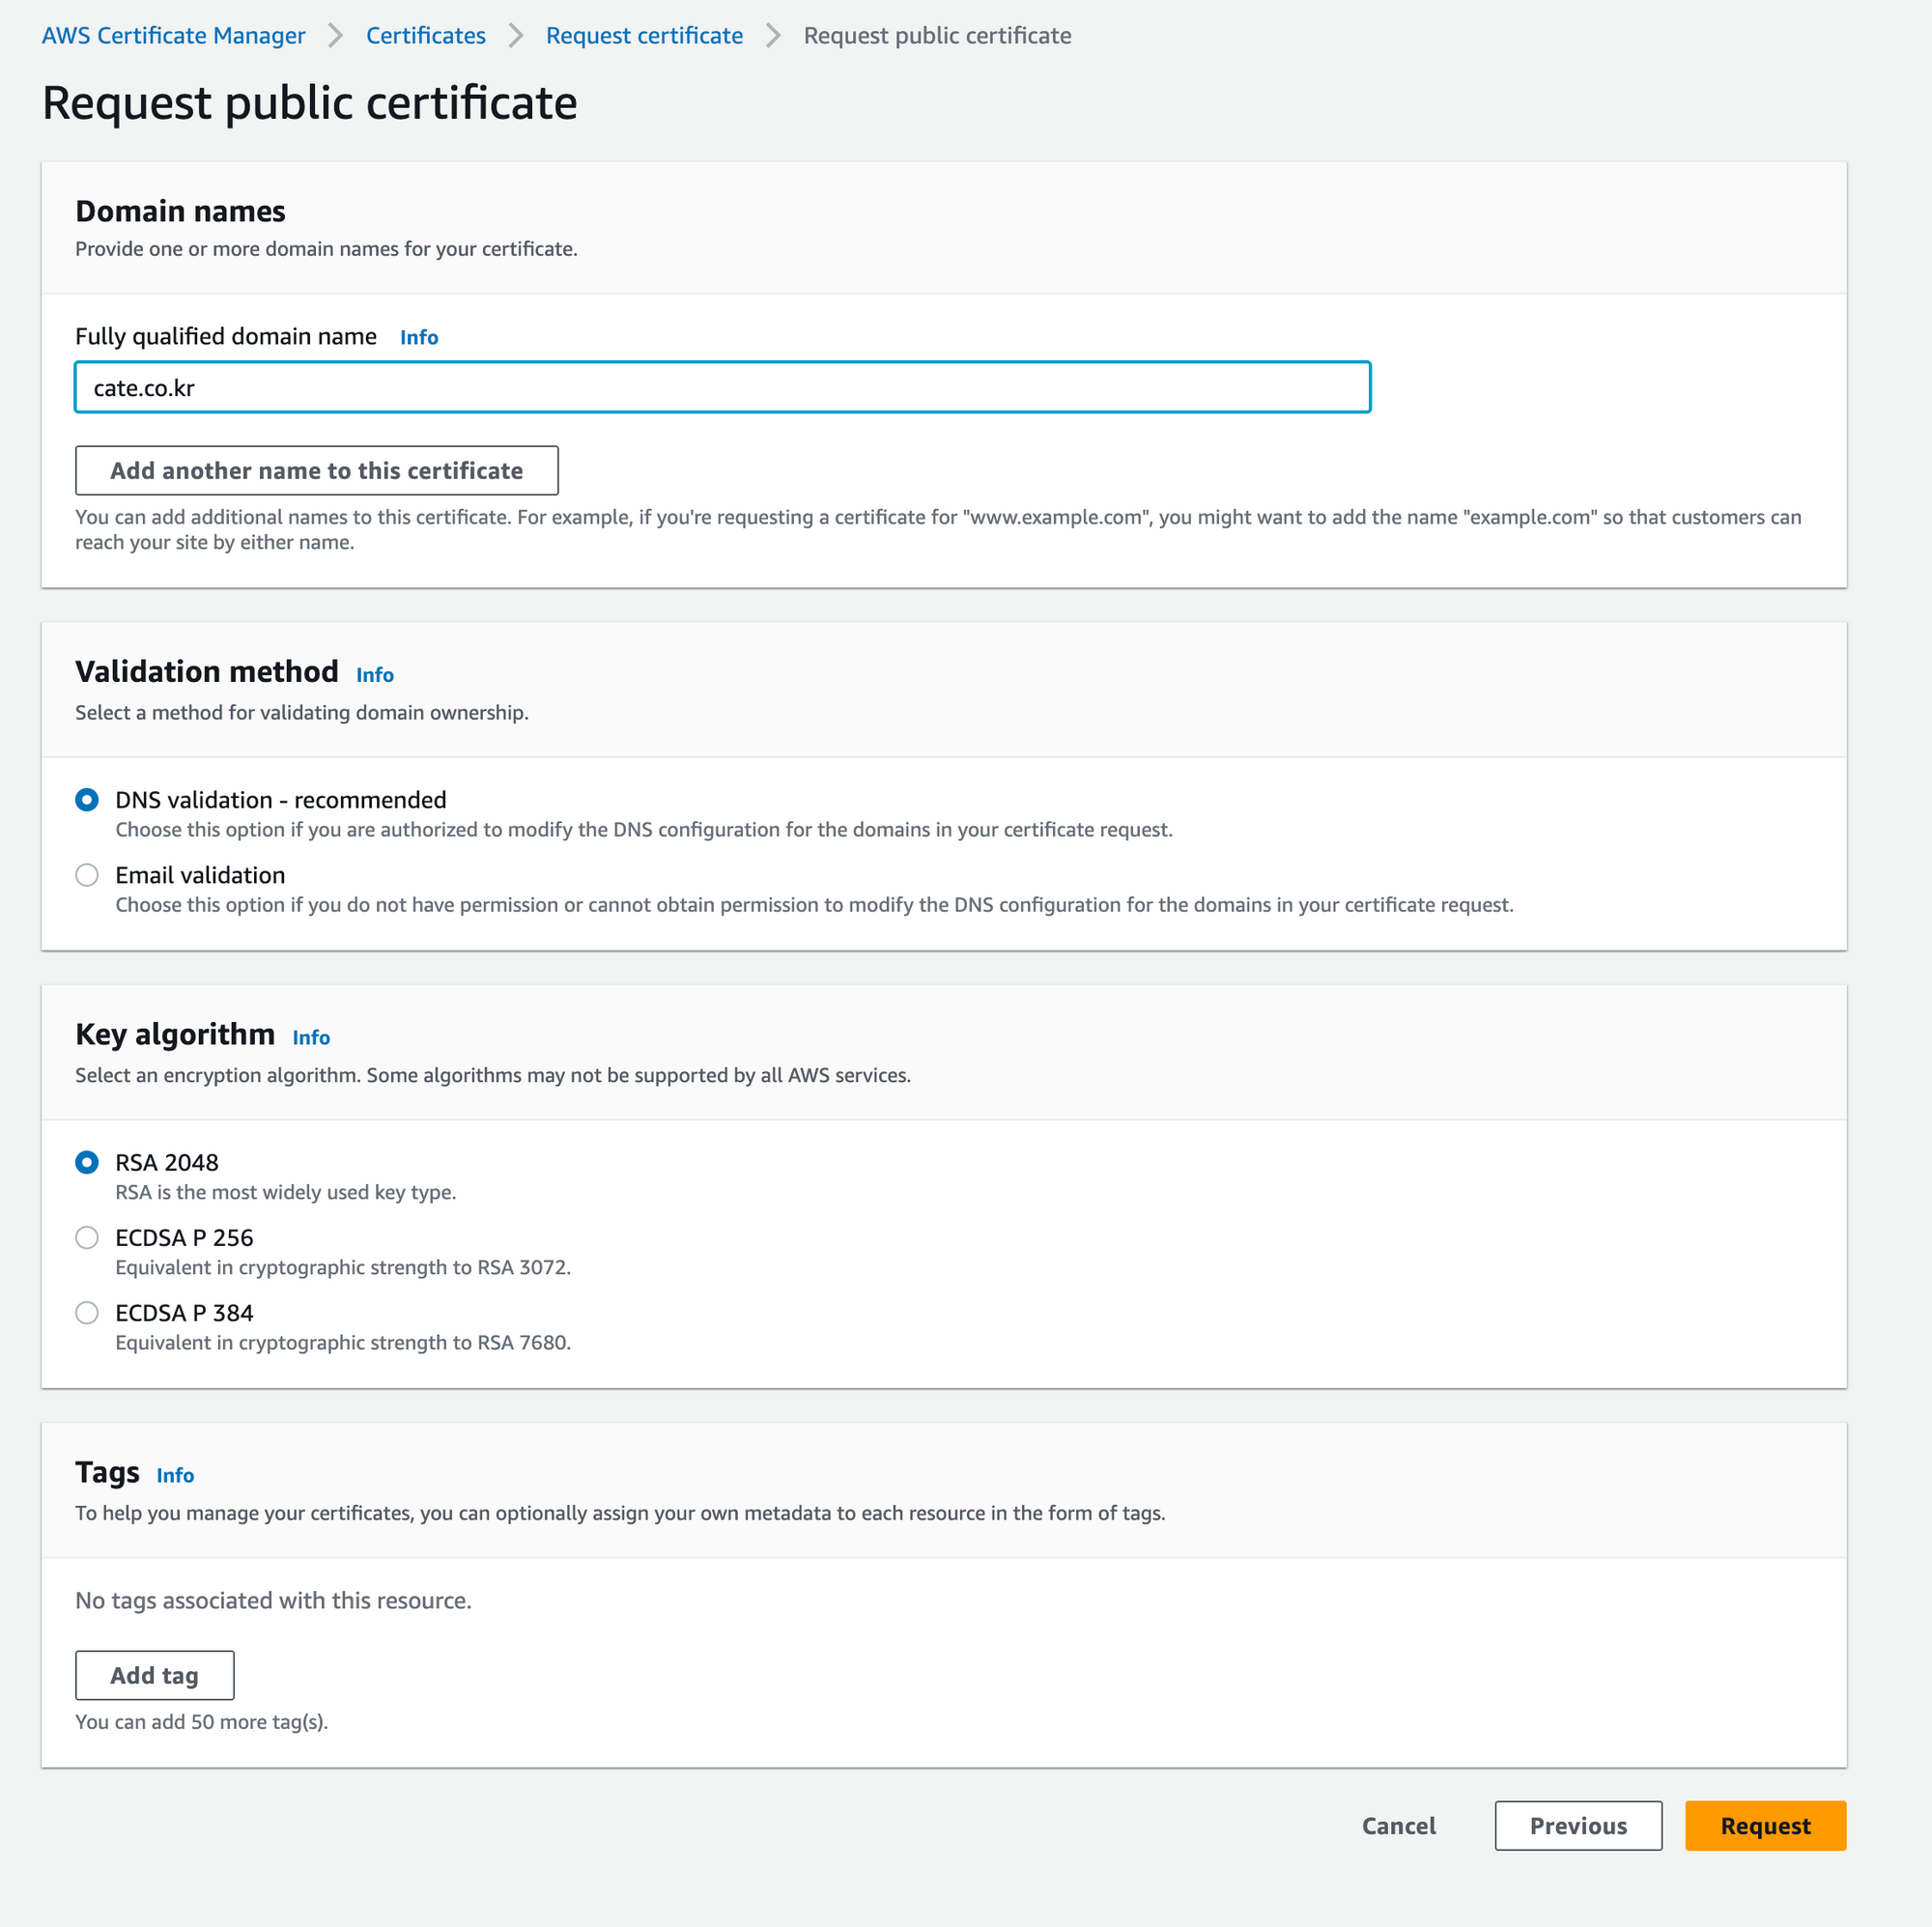 AWS Certificate Manager > Certificates > Request certificate > Request public certificate
Request public certificate
Domain names
Provide one or more domain names for your certificate.
Fully qualified domain name Info
cate.co.kr
Add another name to this certificate
You can add additional names to this certificate. For example, if you're requesting a certificate for "www.example.com", you might want to add the name "example.com" so that customers can
reach your site by either name.
Validation method Info
Select a method for validating domain ownership.
DNS validation - recommended
Choose this option if you are authorized to modify the DNS configuration for the domains in your certificate request.
Email validation
Choose this option if you do not have permission or cannot obtain permission to modify the DNS configuration for the domains in your certificate request.
Key algorithm Info
Select an encryption algorithm. Some algorithms may not be supported by all AWS services.
RSA 2048
RSA is the most widely used key type.
ECDSA P 256
Equivalent in cryptographic strength to RSA 3072.
ECDSA P 384
Equivalent in cryptographic strength to RSA 7680.
Tags Info
To help you manage your certificates, you can optionally assign your own metadata to each resource in the form of tags.
No tags associated with this resource.
Add tag
You can add 50 more tag(s).
Cancel Previous Request